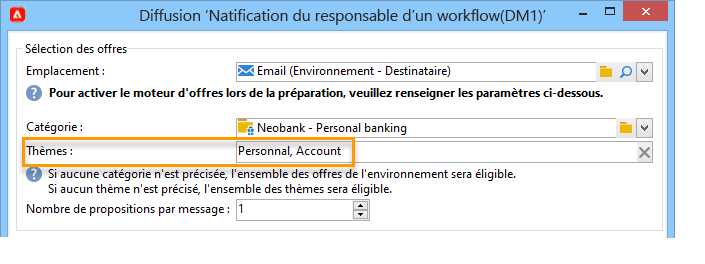 Diffusion ‘Natification du responsable d’un workflow(DM1)’
Sélection des offres
Emplacement :
Email (Environnement - Destinataire)
Pour activer le moteur d'offres lors de la préparation, veuillez renseigner les paramètres ci-dessous.
Catégorie :
Neobank - Personal banking
Thèmes :
Personnal, Account
Si aucune catégorie n'est précisée, l'ensemble des offres de l'environnement sera éligible.
Si aucun thème n'est précisé, l'ensemble des thèmes sera éligible.
Nombre de propositions par message :
1